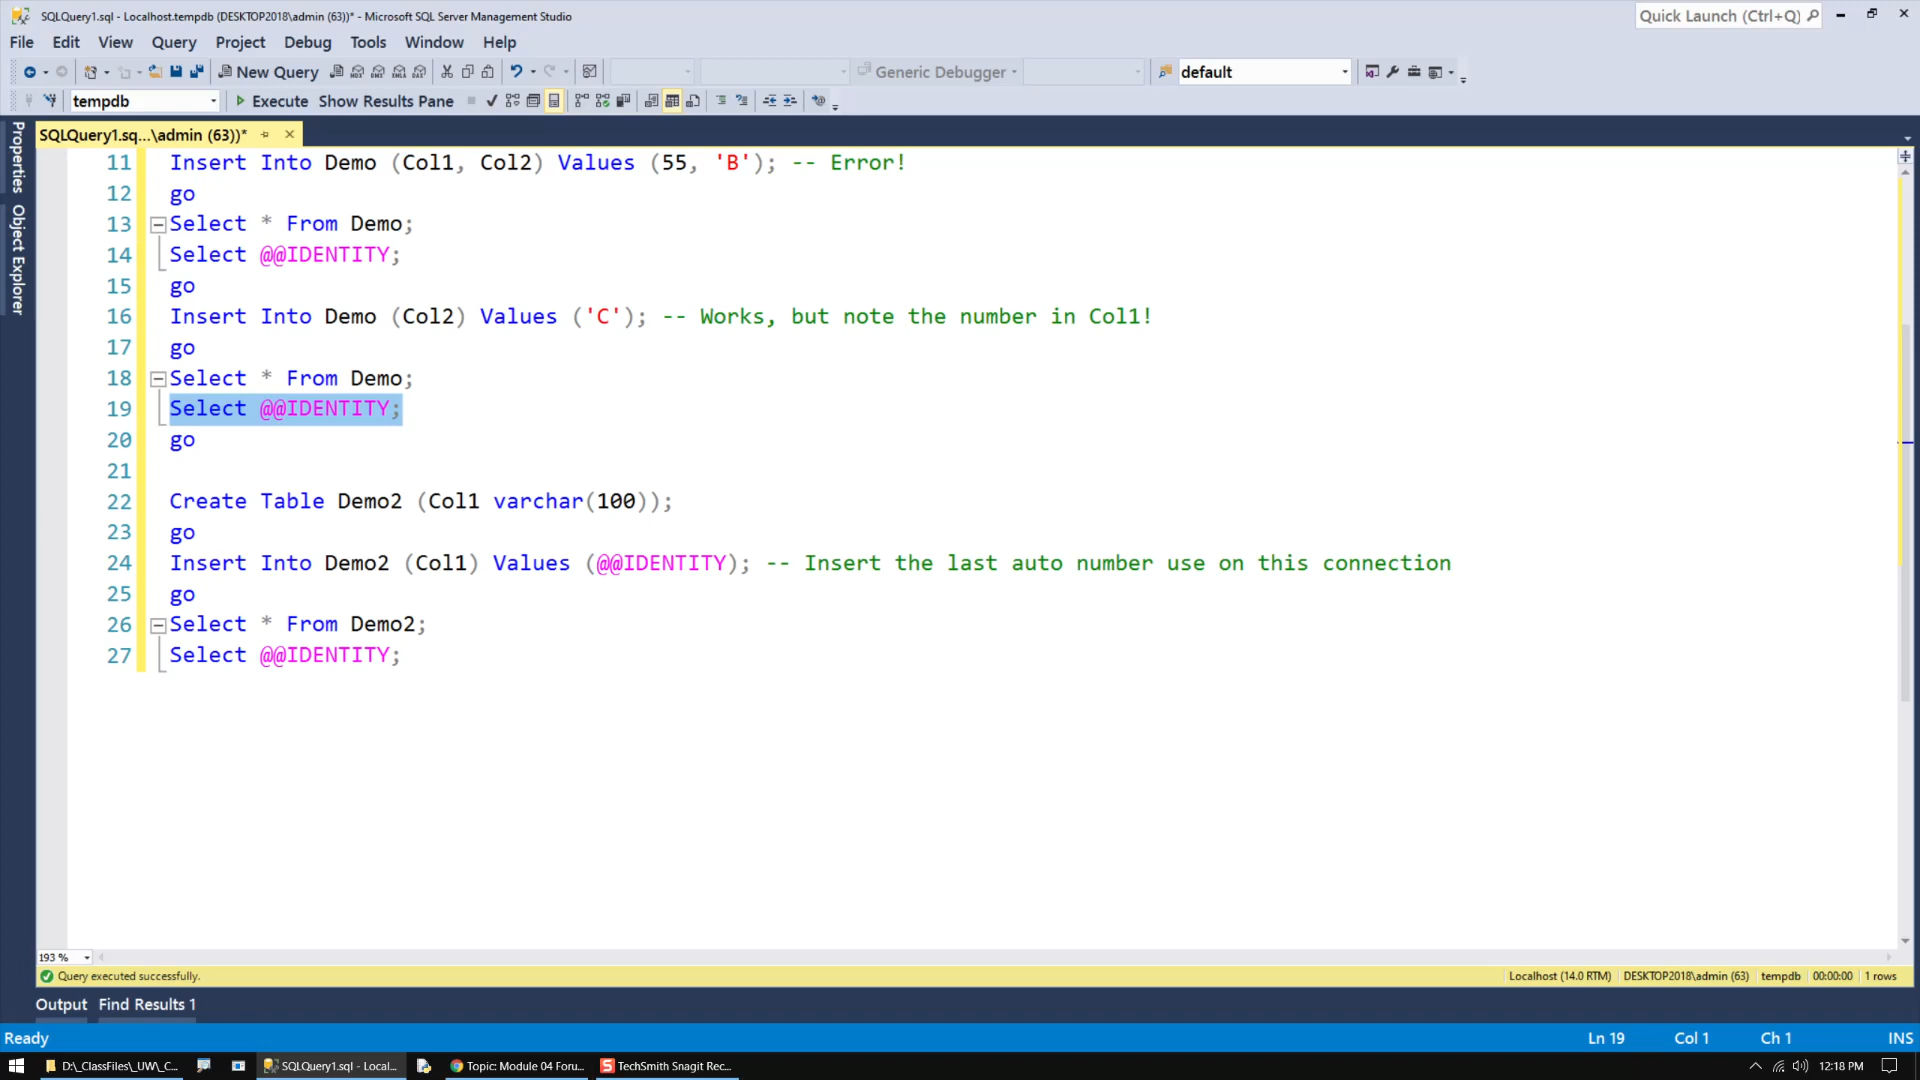 SQLQuery1.sql - Localhost.tempdb (DESKTOP2018\admin (63))* - Microsoft SQL Server Management Studio
Quick Launch (Ctrl+Q)
File Edit View Query Project Debug Tools Window Help
New Query
Generic Debugger
default
tempdb
Execute Show Results Pane
SQLQuery1.sq...\admin (63))*
Properties
Object Explorer
11 Insert Into Demo (Col1, Col2) Values (55, 'B'); -- Error!
12 go
13 Select * From Demo;
14 Select @@IDENTITY;
15 go
16 Insert Into Demo (Col2) Values ('C'); -- Works, but note the number in Col1!
17 go
18 Select * From Demo;
19 Select @@IDENTITY;
20 go
21
22 Create Table Demo2 (Col1 varchar(100));
23 go
24 Insert Into Demo2 (Col1) Values (@@IDENTITY); -- Insert the last auto number use on this connection
25 go
26 Select * From Demo2;
27 Select @@IDENTITY;
193 %
Query executed successfully.
Localhost (14.0 RTM) DESKTOP2018\admin (63) tempdb 00:00:00 1 rows
Output Find Results 1
Ready
Ln 19 Col 1 Ch 1 INS
D:\_ClassFiles\_UW\_C...
SQLQuery1.sql - Local...
Topic: Module 04 Foru...
TechSmith Snagit Rec...
12:18 PM